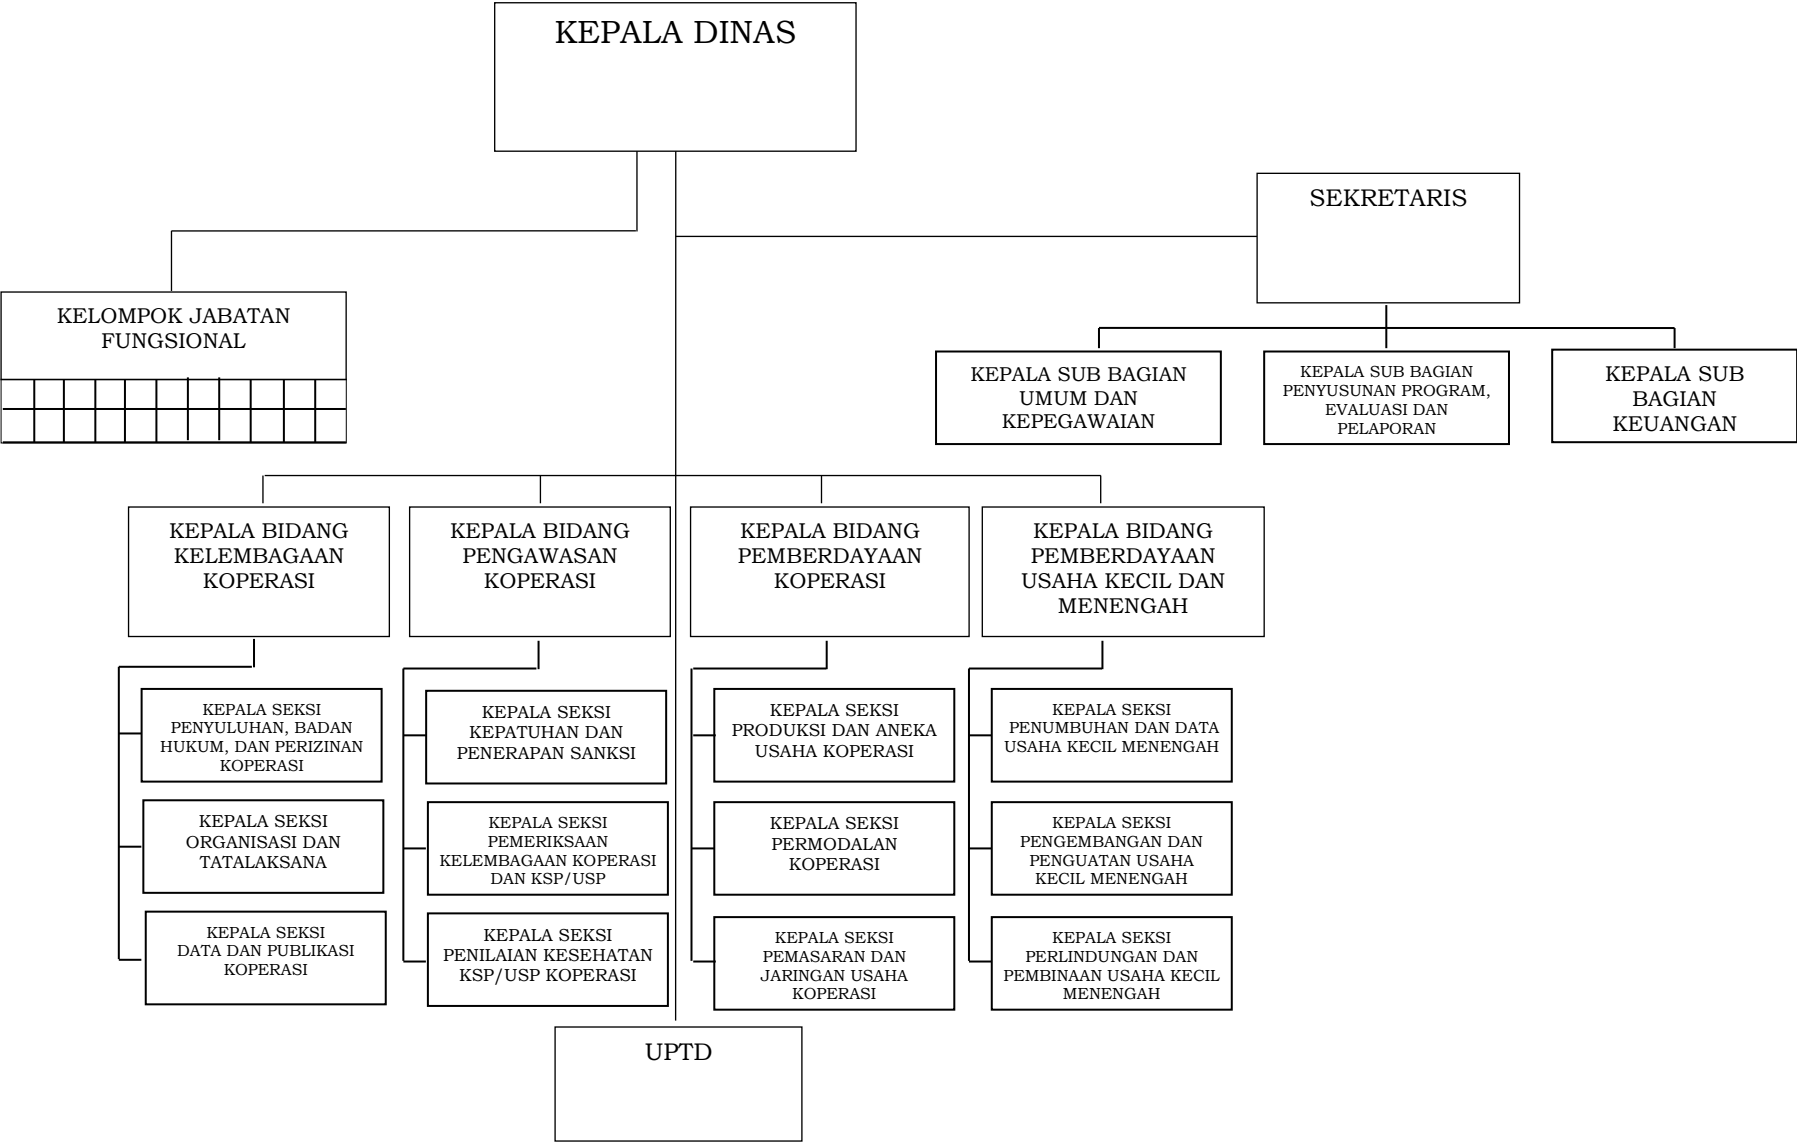 KEPALA DINAS
SEKRETARIS
KELOMPOK JABATAN
FUNGSIONAL
KEPALA SUB BAGIAN
UMUM DAN
KEPEGAWAIAN
KEPALA SUB BAGIAN
PENYUSUNAN PROGRAM,
EVALUASI DAN
PELAPORAN
KEPALA SUB
BAGIAN
KEUANGAN
KEPALA BIDANG
KELEMBAGAAN
KOPERASI
KEPALA BIDANG
PENGAWASAN
KOPERASI
KEPALA BIDANG
PEMBERDAYAAN
KOPERASI
KEPALA BIDANG
PEMBERDAYAAN
USAHA KECIL DAN
MENENGAH
KEPALA SEKSI
PENYULUHAN, BADAN
HUKUM, DAN PERIZINAN
KOPERASI
KEPALA SEKSI
KEPATUHAN DAN
PENERAPAN SANKSI
KEPALA SEKSI
PRODUKSI DAN ANEKA
USAHA KOPERASI
KEPALA SEKSI
PENUMBUHAN DAN DATA
USAHA KECIL MENENGAH
KEPALA SEKSI
ORGANISASI DAN
TATALAKSANA
KEPALA SEKSI
PEMERIKSAAN
KELEMBAGAAN KOPERASI
DAN KSP/USP
KEPALA SEKSI
PERMODALAN
KOPERASI
KEPALA SEKSI
PENGEMBANGAN DAN
PENGUATAN USAHA
KECIL MENENGAH
KEPALA SEKSI
DATA DAN PUBLIKASI
KOPERASI
KEPALA SEKSI
PENILAIAN KESEHATAN
KSP/USP KOPERASI
KEPALA SEKSI
PEMASARAN DAN
JARINGAN USAHA
KOPERASI
KEPALA SEKSI
PERLINDUNGAN DAN
PEMBINAAN USAHA KECIL
MENENGAH
UPTD